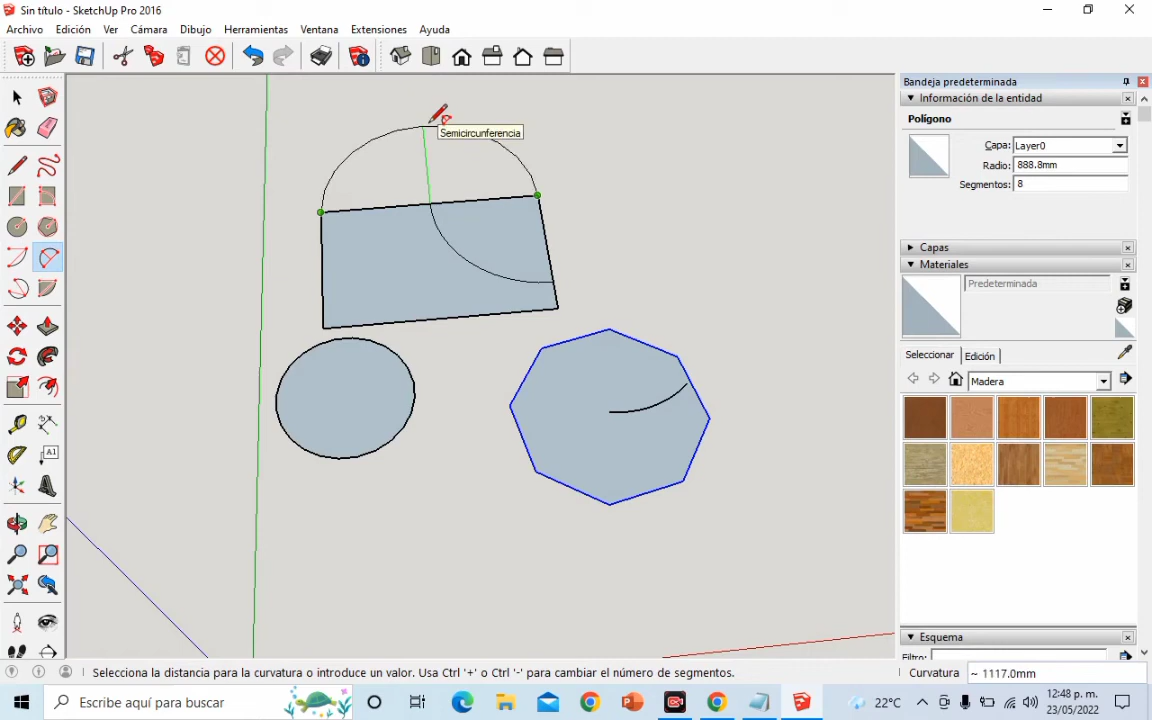 Sin título - SketchUp Pro 2016
Archivo Edición Ver Cámara Dibujo Herramientas Ventana Extensiones Ayuda
Bandeja predeterminada
Información de la entidad
Polígono
Capa: Layer0
Radio: 888.8mm
Segmentos: 8
Semicircunferencia
Capas
Materiales
Predeterminada
Seleccionar Edición
Madera
A1
Esquema
Filtro:
Selecciona la distancia para la curvatura o introduce un valor. Usa Ctrl '+' o Ctrl '-' para cambiar el número de segmentos.
Curvatura ~ 1117.0mm
Escribe aquí para buscar
22°C
12:48 p. m.
23/05/2022